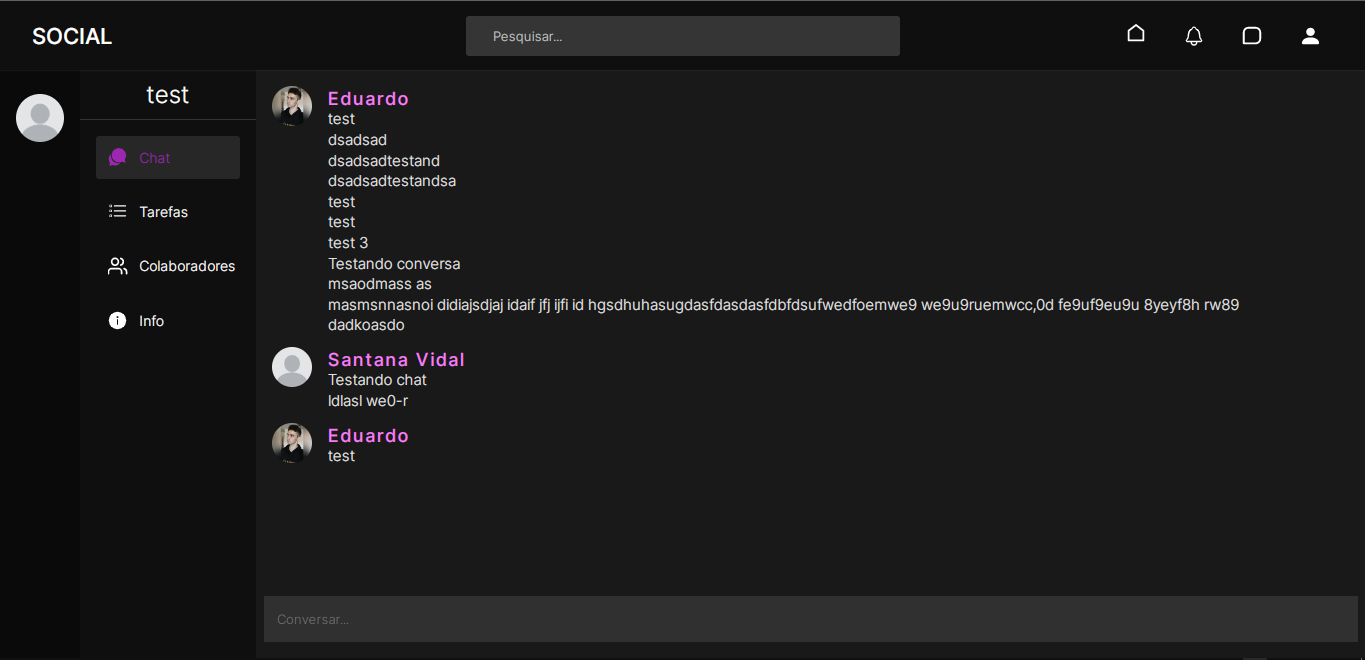 SOCIAL
Pesquisar...
test
Chat
Tarefas
Colaboradores
Info
Eduardo
test
dsadsad
dsadsadtestand
dsadsadtestandsa
test
test
test 3
Testando conversa
msaodmass as
masmsnnasnoi didiajsdjaj idaif jfj ijfi id hgsdhuhasugdasfdasdasfdbfdsufwedfoemwe9 we9u9ruemwcc,0d fe9uf9eu9u 8yeyf8h rw89
dadkoasdo
Santana Vidal
Testando chat
ldlasl we0-r
Eduardo
test
Conversar...